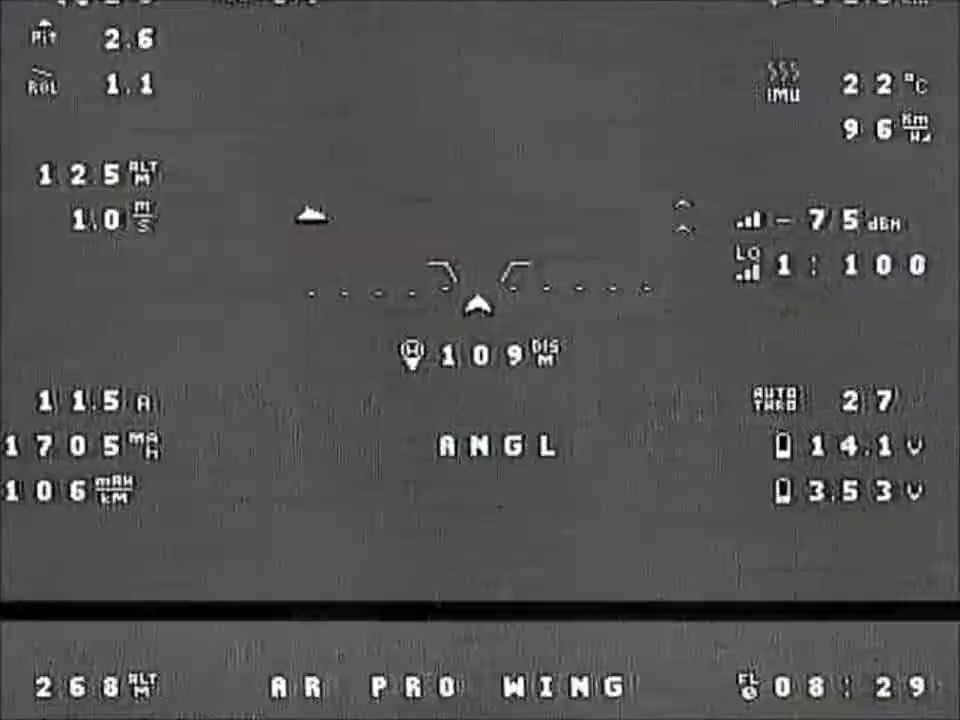 Pit 2.6
ROL 1.1
IMU 22 °C
96 Km/H
125 ALT M
1.0 m/S
-75 dBm
LQ 1:100
109 DIS M
11.5 A
AUTO THRO 27
1705 MA H
ANGL
14.1 V
106 mAH/KM
3.53 V
268 ALT M
AR PRO WING
FL 08:29